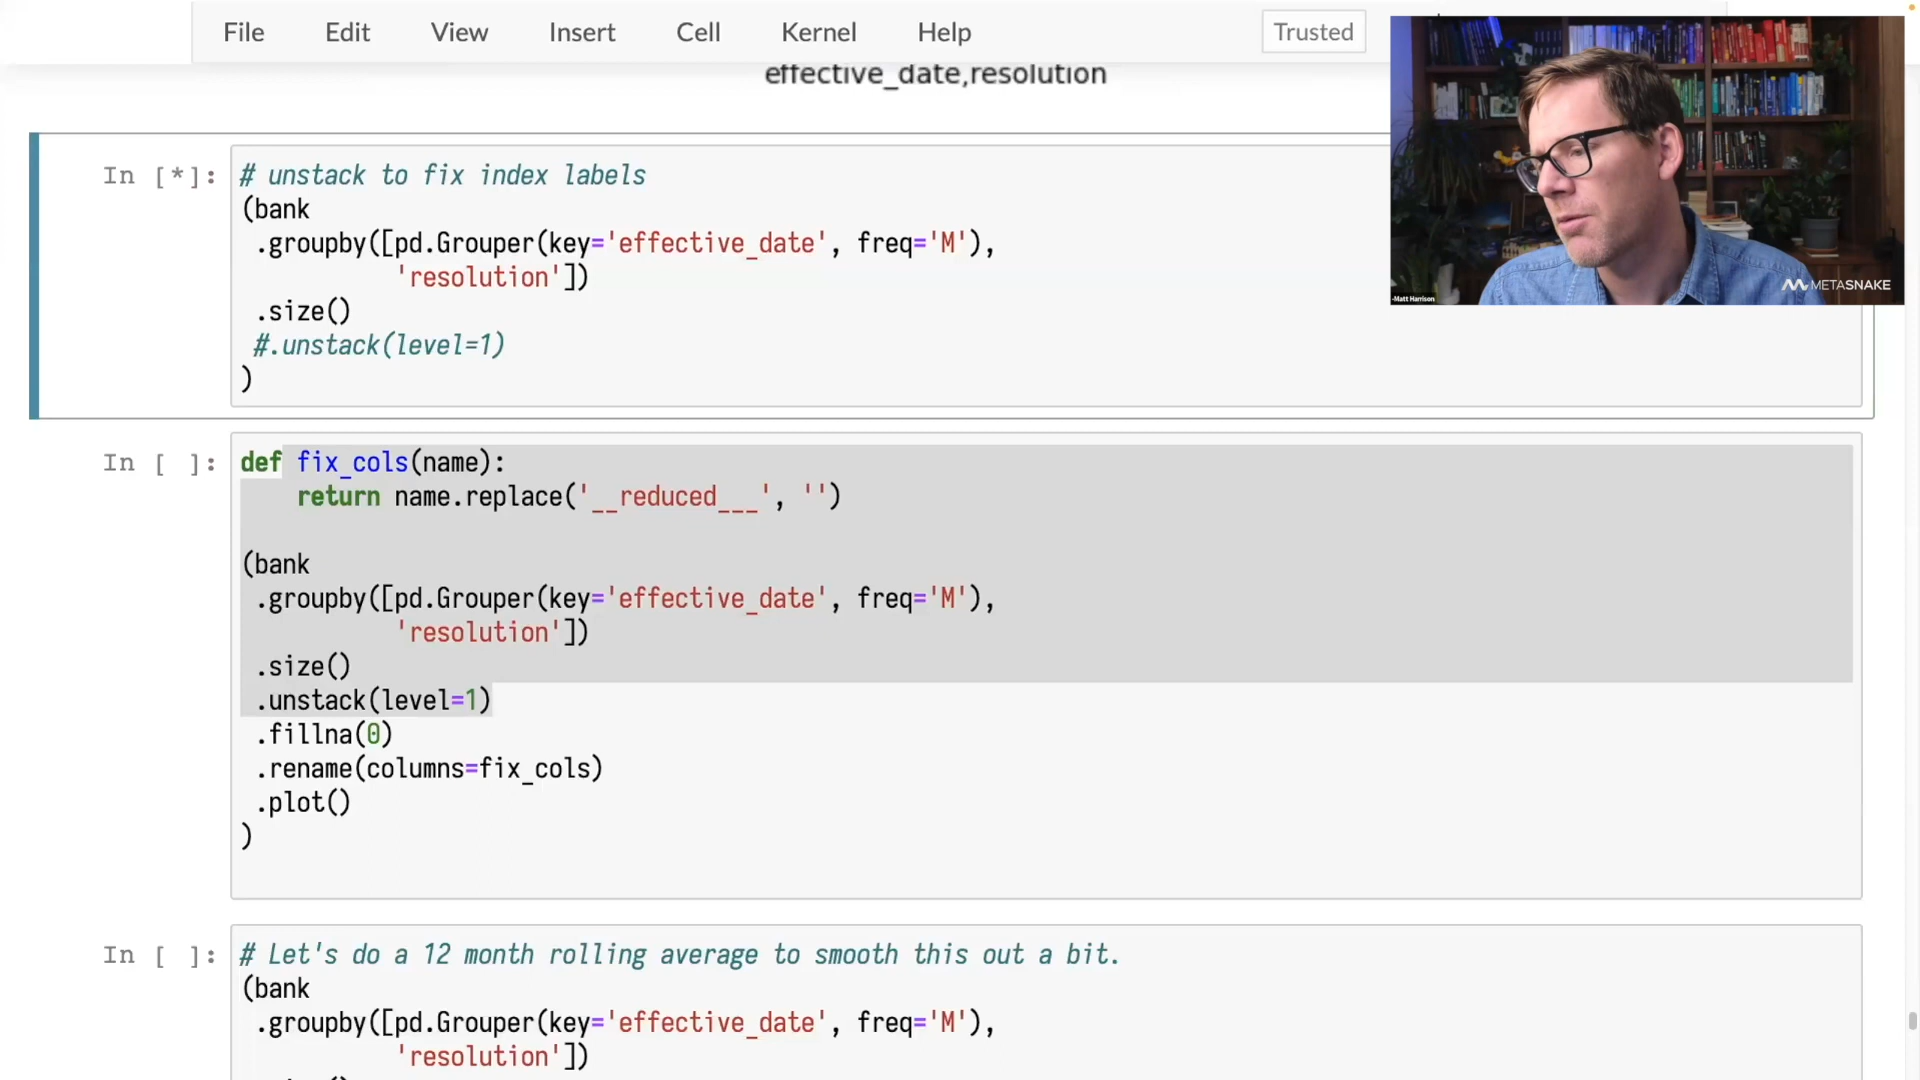 File Edit View Insert Cell Kernel Help Trusted
effective_date,resolution
In [*]:
# unstack to fix index labels
(bank
.groupby([pd.Grouper(key='effective_date', freq='M'),
'resolution'])
.size()
#.unstack(level=1)
)
-Matt Harrison
METASNAKE
In [ ]:
def fix_cols(name):
return name.replace('__reduced___', '')
(bank
.groupby([pd.Grouper(key='effective_date', freq='M'),
'resolution'])
.size()
.unstack(level=1)
.fillna(0)
.rename(columns=fix_cols)
.plot()
)
In [ ]:
# Let's do a 12 month rolling average to smooth this out a bit.
(bank
.groupby([pd.Grouper(key='effective_date', freq='M'),
'resolution'])